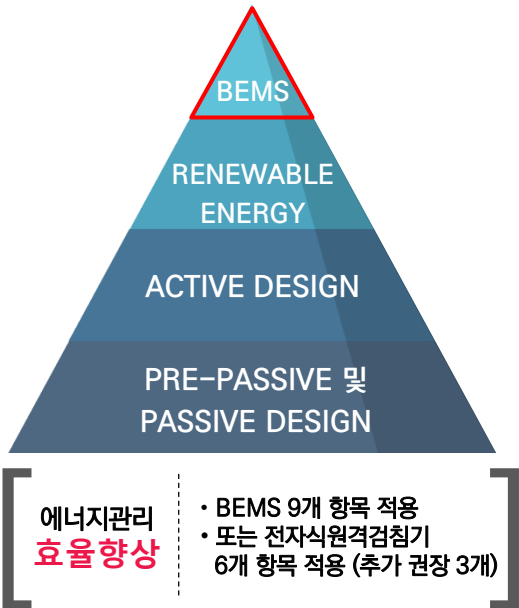 BEMS
RENEWABLE
ENERGY
ACTIVE DESIGN
PRE-PASSIVE 및
PASSIVE DESIGN
에너지관리
효율향상
• BEMS 9개 항목 적용
• 또는 전자식원격검침기
6개 항목 적용 (추가 권장 3개)